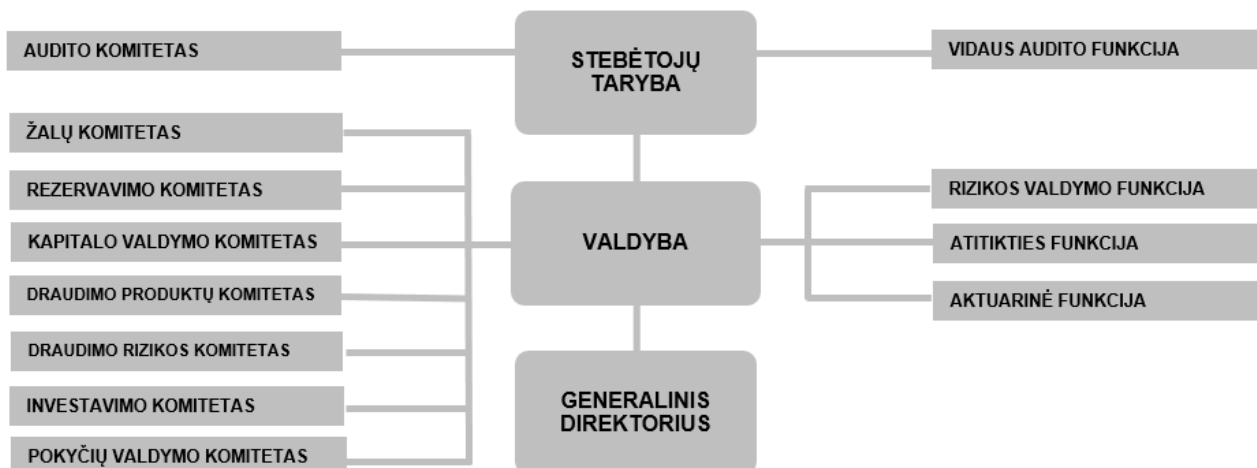 AUDITO KOMITETAS
STEBĖTOJŲ
TARYBA
VIDAUS AUDITO FUNKCIJA
ŽALŲ KOMITETAS
REZERVAVIMO KOMITETAS
KAPITALO VALDYMO KOMITETAS
DRAUDIMO PRODUKTŲ KOMITETAS
DRAUDIMO RIZIKOS KOMITETAS
INVESTAVIMO KOMITETAS
POKYČIŲ VALDYMO KOMITETAS
VALDYBA
RIZIKOS VALDYMO FUNKCIJA
ATITIKTIES FUNKCIJA
AKTUARINĖ FUNKCIJA
GENERALINIS
DIREKTORIUS